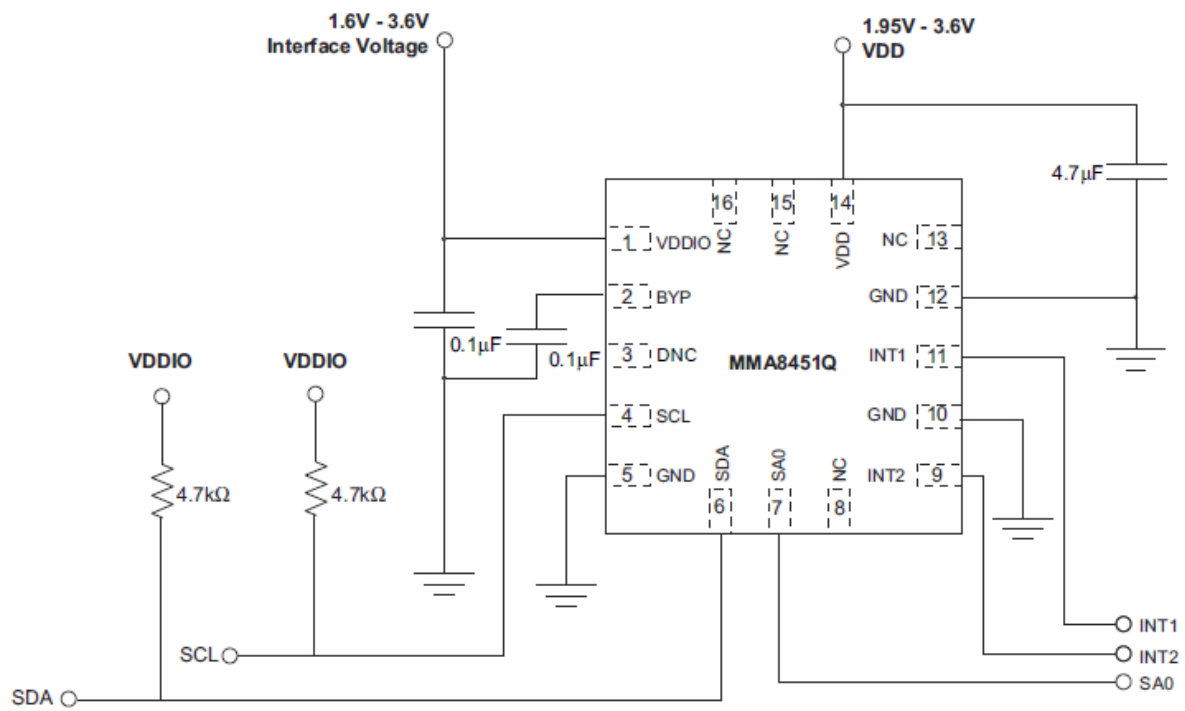 1.6V - 3.6V
Interface Voltage
1.95V - 3.6V
VDD
4.7μF
16
15
14
NC
NC
VDD
1
VDDIO
NC
13
2
BYP
GND
12
0.1μF
0.1μF
3
DNC
MMA8451Q
INT1
11
VDDIO
VDDIO
4
SCL
GND
10
5
GND
SDA
SA0
NC
INT2
9
4.7kΩ
4.7kΩ
6
7
8
INT1
SCL
INT2
SDA
SA0